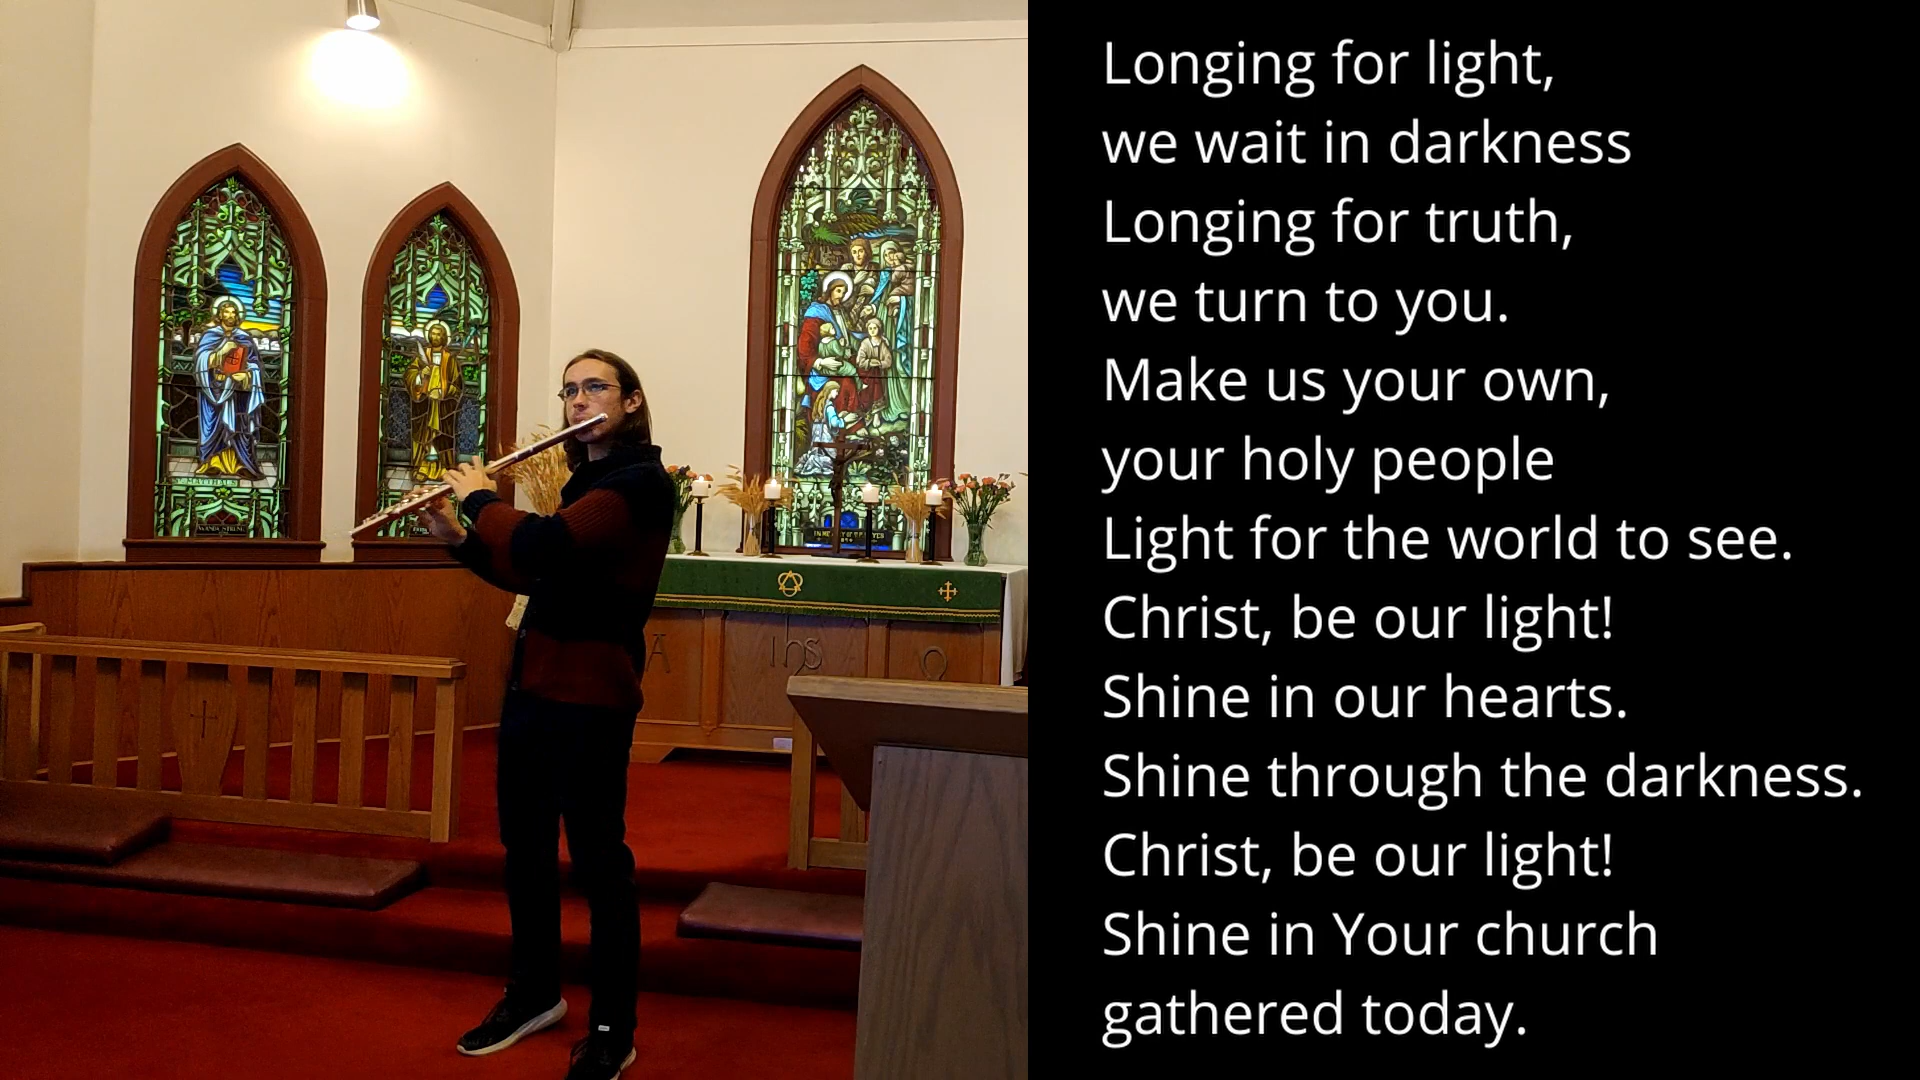 Longing for light,
we wait in darkness
Longing for truth,
we turn to you.
Make us your own,
your holy people
Light for the world to see.
Christ, be our light!
Shine in our hearts.
Shine through the darkness.
Christ, be our light!
Shine in Your church
gathered today.
A
IHS
Ω